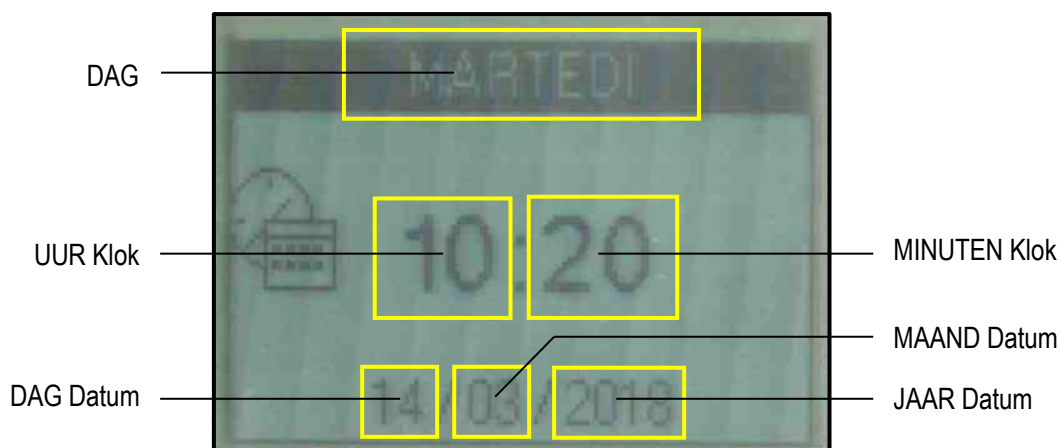 DAG
MARTEDI
UUR Klok
10:20
MINUTEN Klok
MAAND Datum
DAG Datum
14/03/2018
JAAR Datum